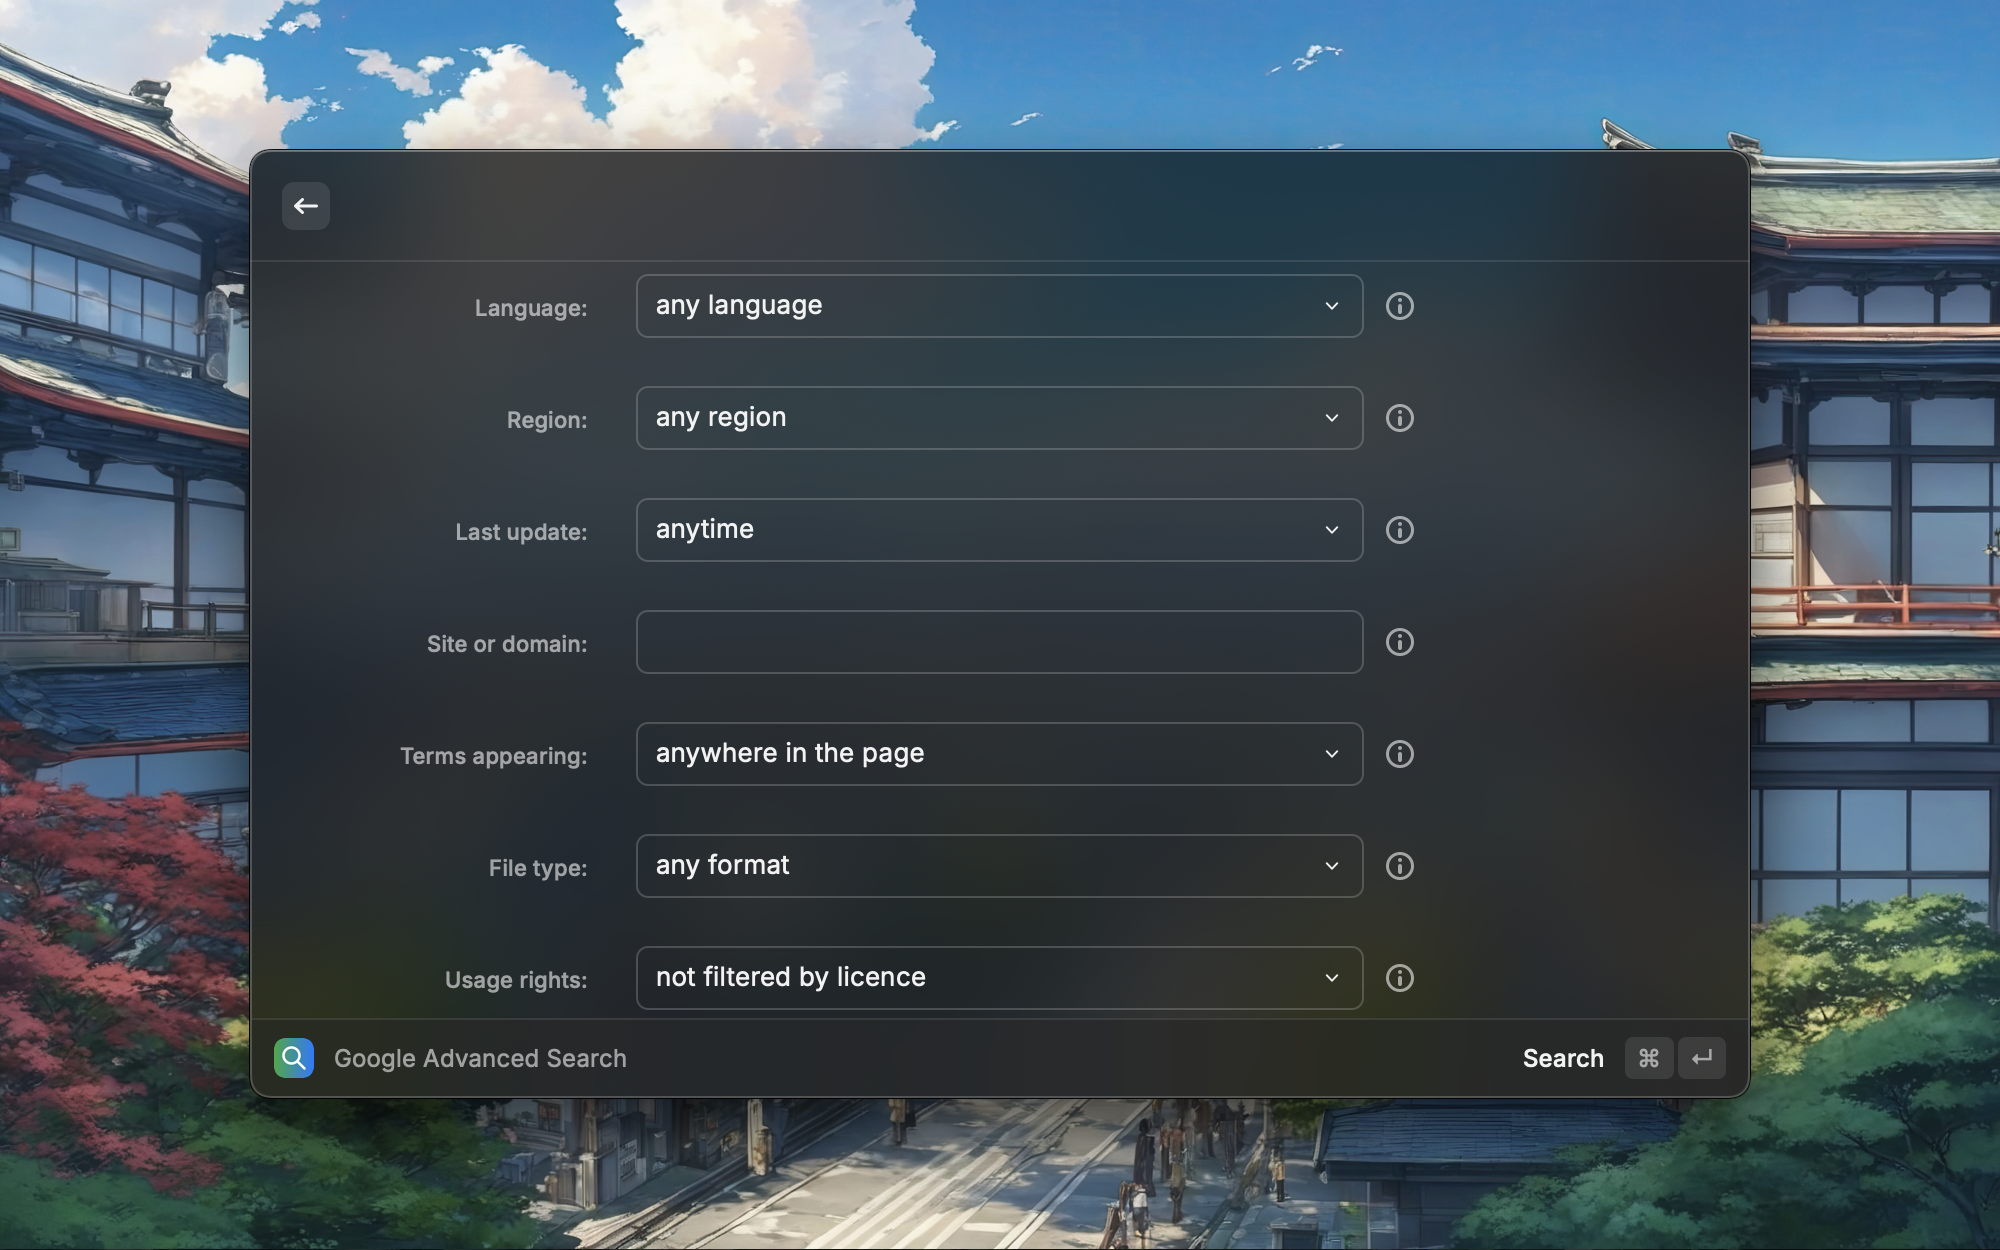 Language: any language
Region: any region
Last update: anytime
Site or domain:
Terms appearing: anywhere in the page
File type: any format
Usage rights: not filtered by licence
Google Advanced Search Search ⌘ ↵